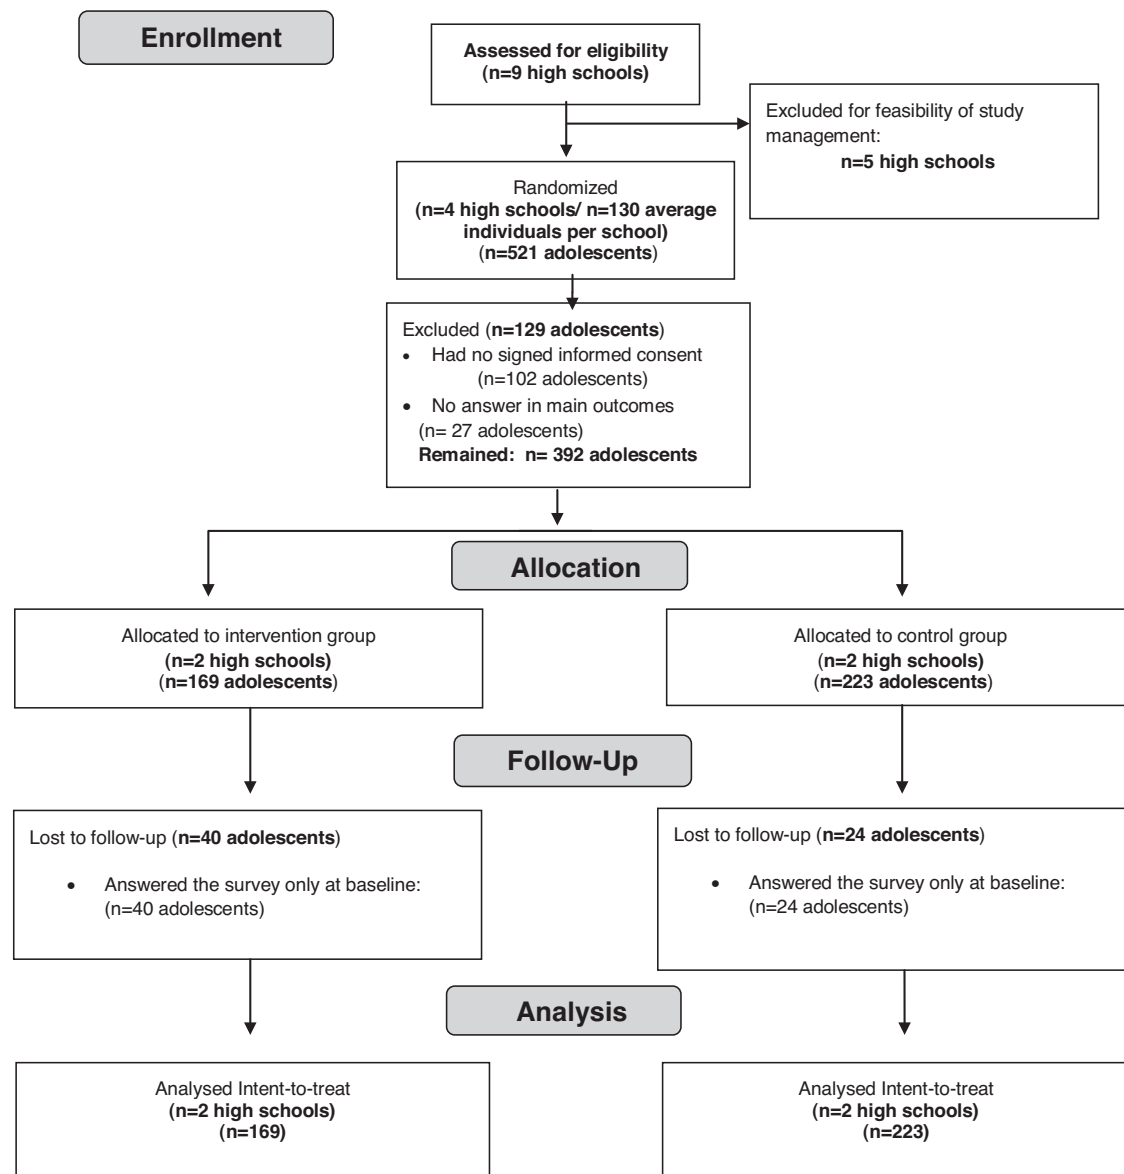 Enrollment
Assessed for eligibility
(n=9 high schools)
Excluded for feasibility of study
management:
n=5 high schools
Randomized
(n=4 high schools/ n=130 average
individuals per school)
(n=521 adolescents)
Excluded (n=129 adolescents)
• Had no signed informed consent
(n=102 adolescents)
• No answer in main outcomes
(n= 27 adolescents)
Remained: n= 392 adolescents
Allocation
Allocated to intervention group
(n=2 high schools)
(n=169 adolescents)
Allocated to control group
(n=2 high schools)
(n=223 adolescents)
Follow-Up
Lost to follow-up (n=40 adolescents)
• Answered the survey only at baseline:
(n=40 adolescents)
Lost to follow-up (n=24 adolescents)
• Answered the survey only at baseline:
(n=24 adolescents)
Analysis
Analysed Intent-to-treat
(n=2 high schools)
(n=169)
Analysed Intent-to-treat
(n=2 high schools)
(n=223)